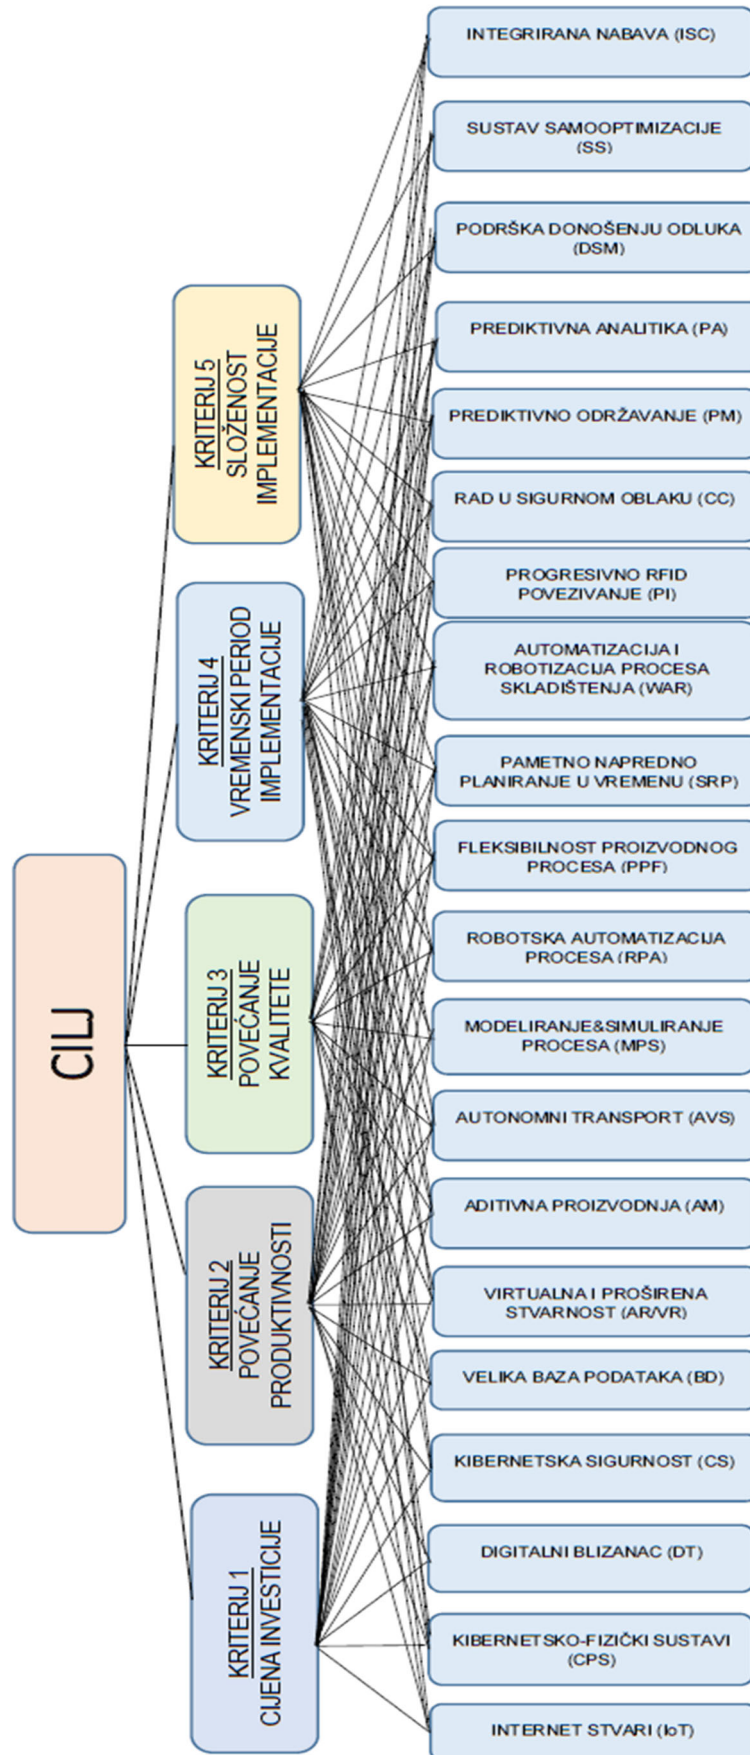 CILJ
KRITERIJ 5
SLOŽENOST
IMPLEMENTACIJE
KRITERIJ 4
VREMENSKI PERIOD
IMPLEMENTACIJE
KRITERIJ 3
POVEĆANJE
KVALITETE
KRITERIJ 2
POVEĆANJE
PRODUKTIVNOSTI
KRITERIJ 1
CIJENA INVESTICIJE
INTEGRIRANA NABAVA (ISC)
SUSTAV SAMOOPTIMIZACIJE
(SS)
PODRŠKA DONOŠENJU ODLUKA
(DSM)
PREDIKTIVNA ANALITIKA (PA)
PREDIKTIVNO ODRŽAVANJE (PM)
RAD U SIGURNOM OBLAKU (CC)
PROGRESIVNO RFID
POVEZIVANJE (PI)
AUTOMATIZACIJA I
ROBOTIZACIJA PROCESA
SKLADIŠTENJA (WAR)
PAMETNO NAPREDNO
PLANIRANJE U VREMENU (SRP)
FLEKSIBILNOST PROIZVODNOG
PROCESA (PPF)
ROBOTSKA AUTOMATIZACIJA
PROCESA (RPA)
MODELIRANJE&SIMULIRANJE
PROCESA (MPS)
AUTONOMNI TRANSPORT (AVS)
ADITIVNA PROIZVODNJA (AM)
VIRTUALNA I PROŠIRENA
STVARNOST (AR/VR)
VELIKA BAZA PODATAKA (BD)
KIBERNETSKA SIGURNOST (CS)
DIGITALNI BLIZANAC (DT)
KIBERNETSKO-FIZIČKI SUSTAVI
(CPS)
INTERNET STVARI (IoT)